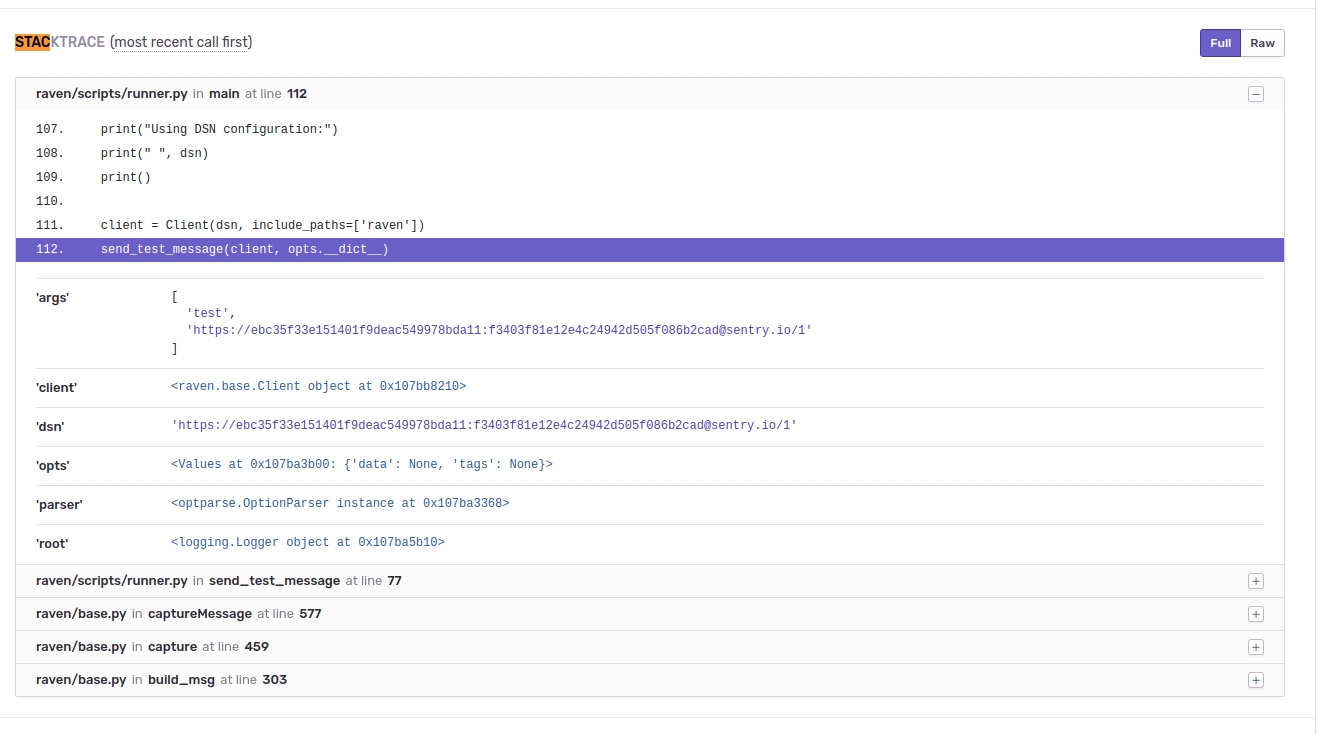 STACKTRACE (most recent call first)
Full Raw
raven/scripts/runner.py in main at line 112
107. print("Using DSN configuration:")
108. print(" ", dsn)
109. print()
110.
111. client = Client(dsn, include_paths=['raven'])
112. send_test_message(client, opts.__dict__)
'args' [
'test',
'https://ebc35f33e151401f9deac549978bda11:f3403f81e12e4c24942d505f086b2cad@sentry.io/1'
]
'client' <raven.base.Client object at 0x107bb8210>
'dsn' 'https://ebc35f33e151401f9deac549978bda11:f3403f81e12e4c24942d505f086b2cad@sentry.io/1'
'opts' <Values at 0x107ba3b00: {'data': None, 'tags': None}>
'parser' <optparse.OptionParser instance at 0x107ba3368>
'root' <logging.Logger object at 0x107ba5b10>
raven/scripts/runner.py in send_test_message at line 77
raven/base.py in captureMessage at line 577
raven/base.py in capture at line 459
raven/base.py in build_msg at line 303